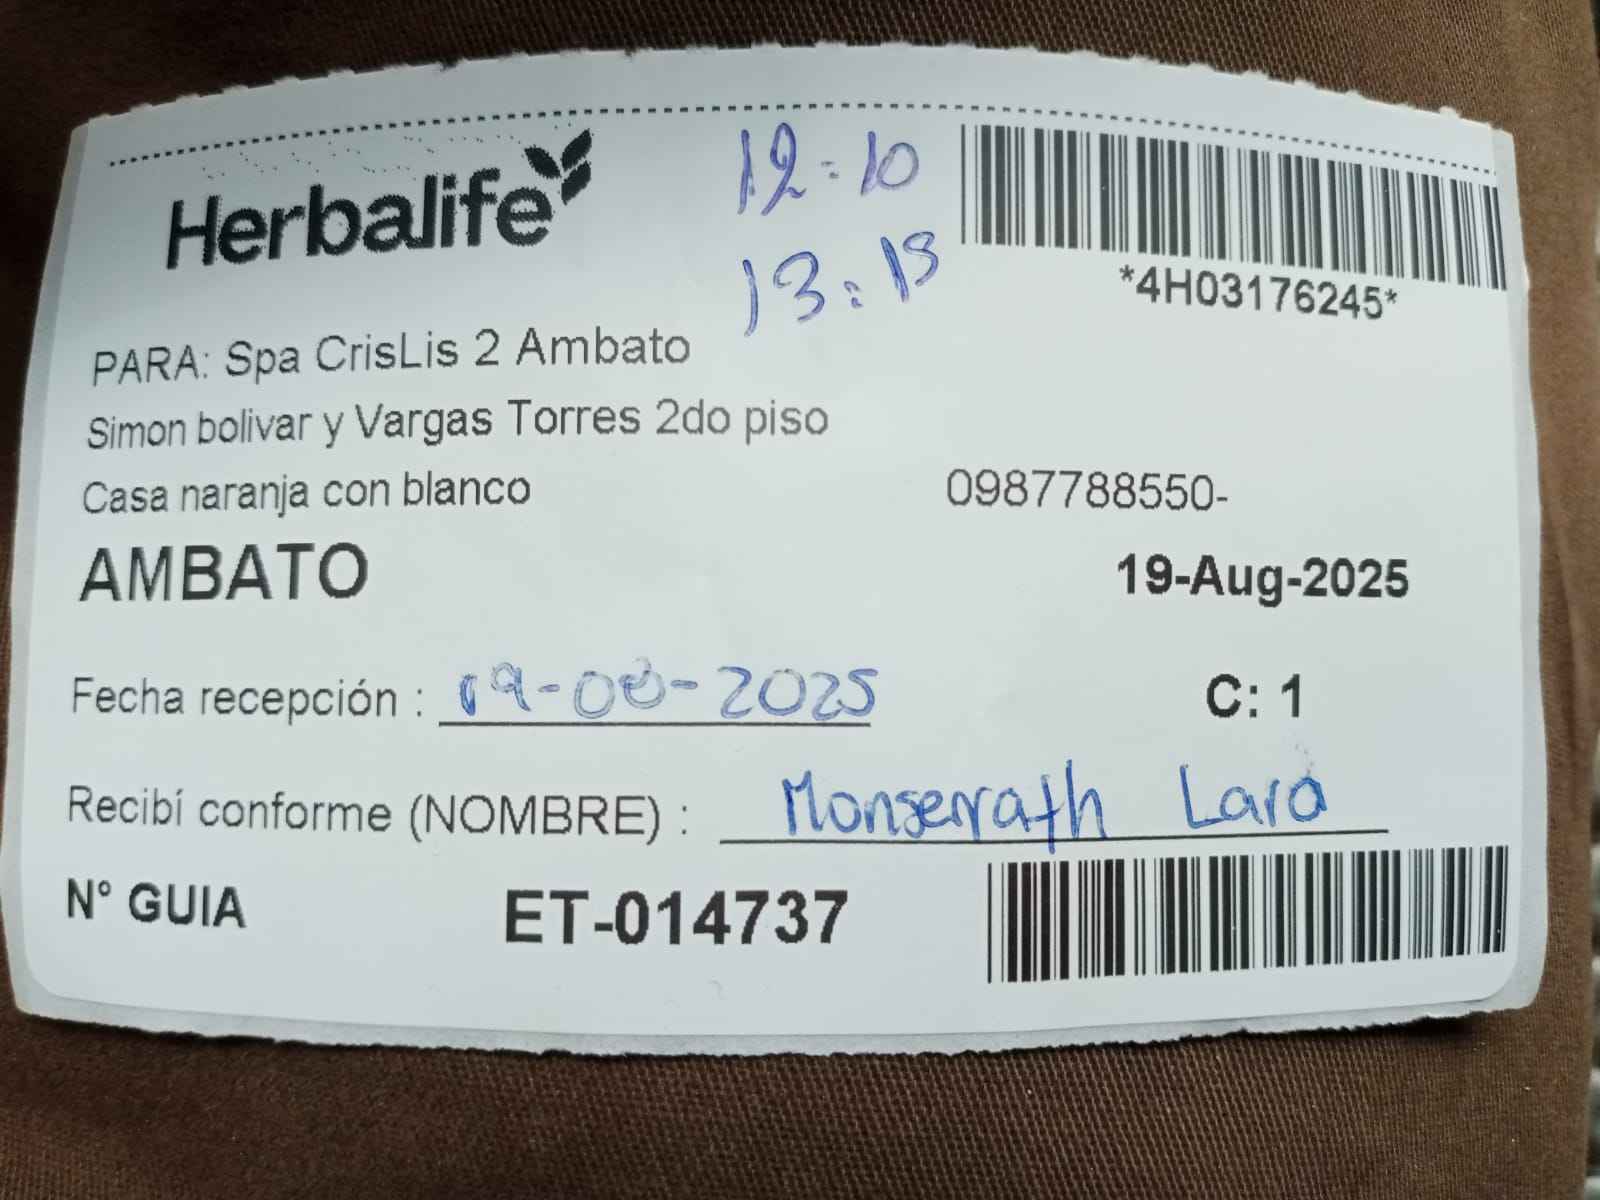 Herbalife
12:10
13:15
*4H03176245*
PARA: Spa CrisLis 2 Ambato
Simon bolivar y Vargas Torres 2do piso
Casa naranja con blanco
0987788550-
AMBATO
19-Aug-2025
Fecha recepción : 19-08-2025
C: 1
Recibí conforme (NOMBRE) : Monserrath Lara
N° GUIA ET-014737